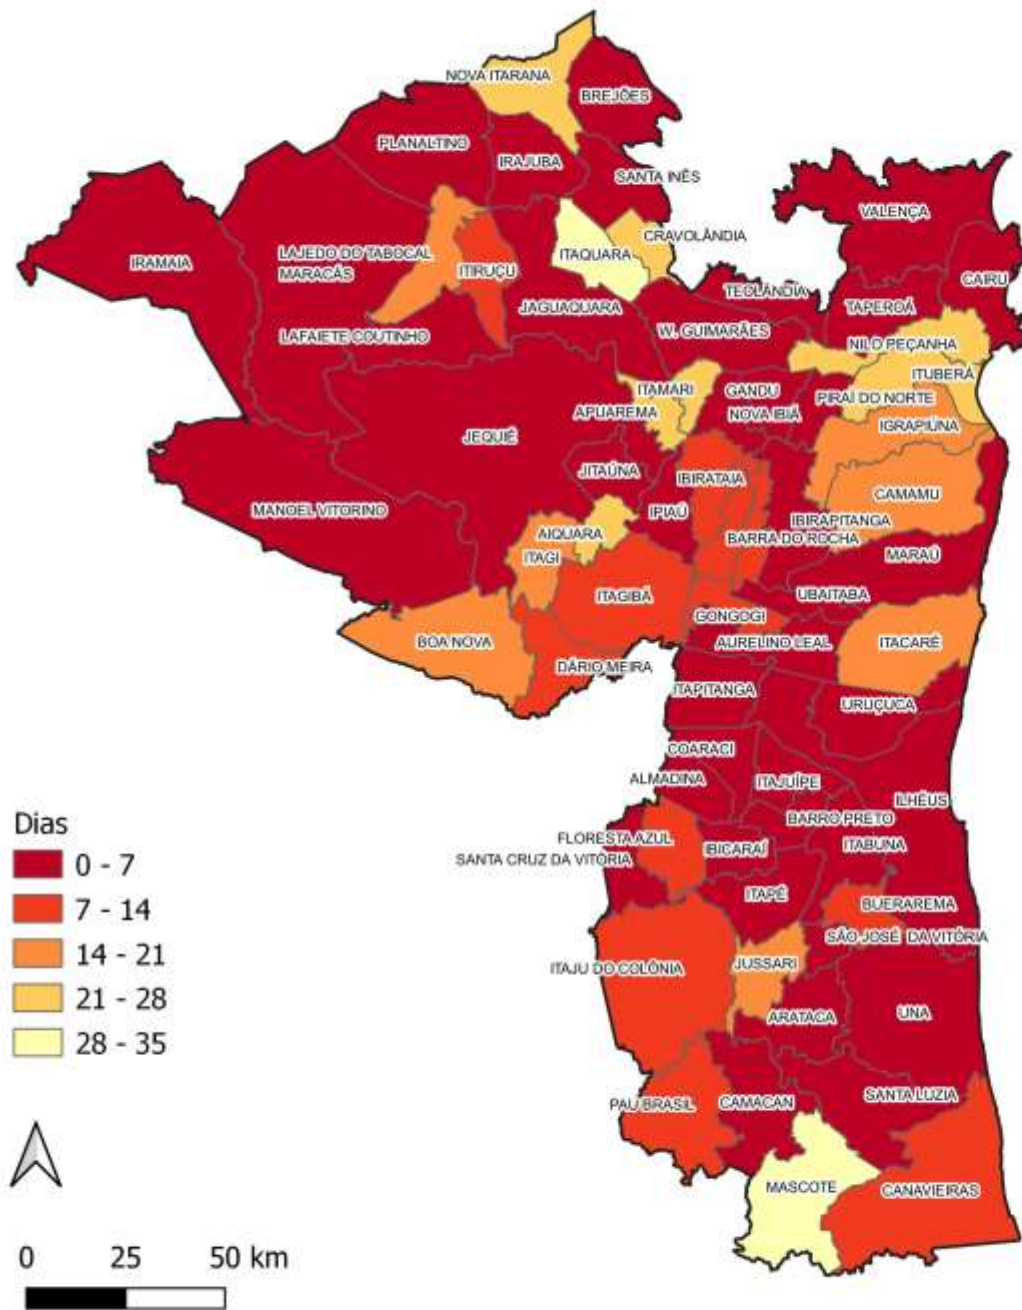 NOVA ITARANA
BREJÕES
PLANALTINO
IRAJUBA
SANTA INÊS
VALENÇA
CRAVOLÂNDIA
LAJEDO DO TABOCAL
ITAQUARA
IRAMAIA
ITIRUÇU
MARACÁS
CAIRU
TEOLÂNDIA
JAGUAQUARA
TAPEROÁ
W. GUIMARÃES
LAFAIETE COUTINHO
NILO PEÇANHA
ITUBERÁ
ITAMARI
GANDU
PIRAÍ DO NORTE
APUAREMA
NOVA IBIÁ
IGRAPIÚNA
JEQUIÉ
JITAÚNA
IBIRATAIA
CAMAMU
MANOEL VITORINO
IPIAÚ
IBIRAPITANGA
AIQUARA
BARRA DO ROCHA
ITAGI
MARAÚ
ITAGIBÁ
UBAITABA
GONGOGI
BOA NOVA
AURELINO LEAL
ITACARÉ
DÁRIO MEIRA
ITAPITANGA
URUÇUCA
COARACI
ALMADINA
ITAJUÍPE
ILHÉUS
BARRO PRETO
FLORESTA AZUL
IBICARAÍ
ITABUNA
SANTA CRUZ DA VITÓRIA
ITAPÉ
BUERAREMA
SÃO JOSÉ DA VITÓRIA
ITAJU DO COLÔNIA
JUSSARI
ARATACA
UNA
SANTA LUZIA
PAU BRASIL
CAMACAN
MASCOTE
CANAVIEIRAS
Dias
0 - 7
7 - 14
14 - 21
21 - 28
28 - 35
0 25 50 km